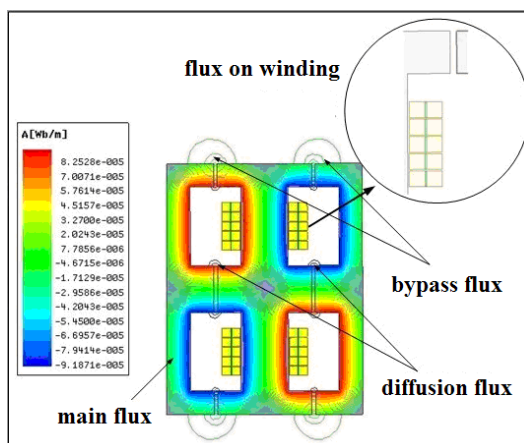 flux on winding
A[Wb/m]
8.2528e-005
7.0071e-005
5.7614e-005
4.5157e-005
3.2700e-005
2.0243e-005
7.7856e-006
-4.6715e-006
-1.7129e-005
-2.9586e-005
-4.2043e-005
-5.4500e-005
-6.6957e-005
-7.9414e-005
-9.1871e-005
bypass flux
diffusion flux
main flux